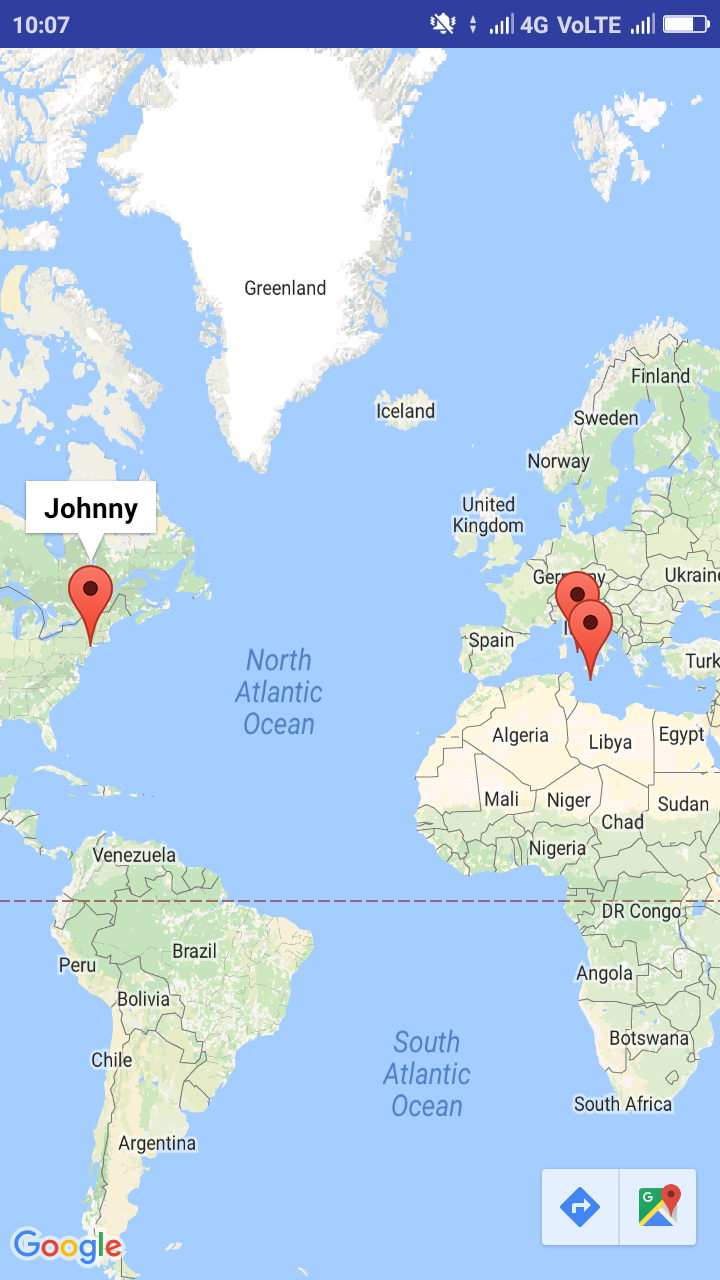 10:07
4G VoLTE
Greenland
Finland
Iceland
Sweden
Norway
Johnny
United
Kingdom
Germany
Ukraine
Spain
Turk
North
Atlantic
Ocean
Algeria
Libya
Egypt
Mali
Niger
Sudan
Chad
Nigeria
Venezuela
DR Congo
Brazil
Peru
Angola
Bolivia
Botswana
South
Atlantic
Ocean
Chile
South Africa
Argentina
G
Google